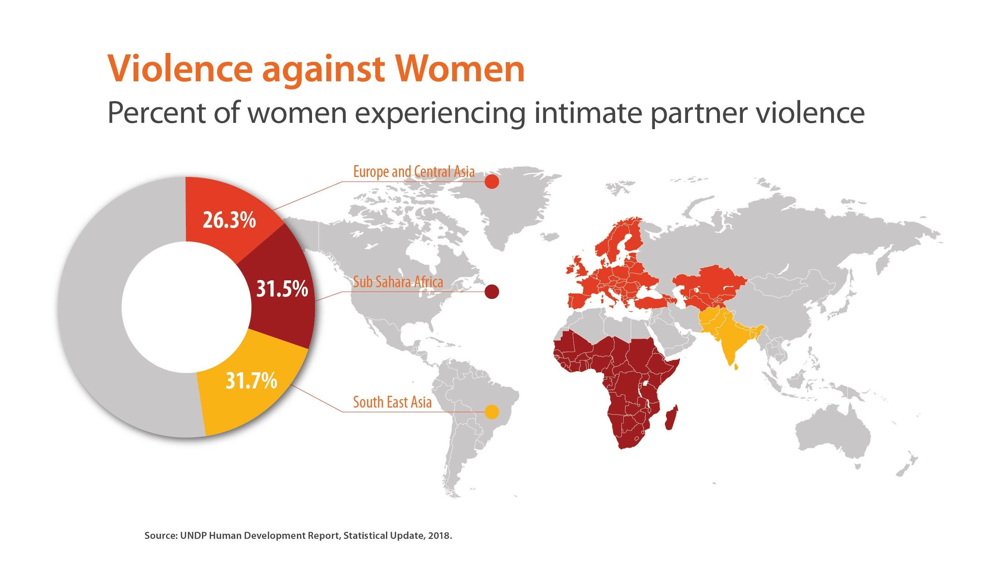 Violence against Women
Percent of women experiencing intimate partner violence
Europe and Central Asia
26.3%
Sub Sahara Africa
31.5%
South East Asia
31.7%
Source: UNDP Human Development Report, Statistical Update, 2018.